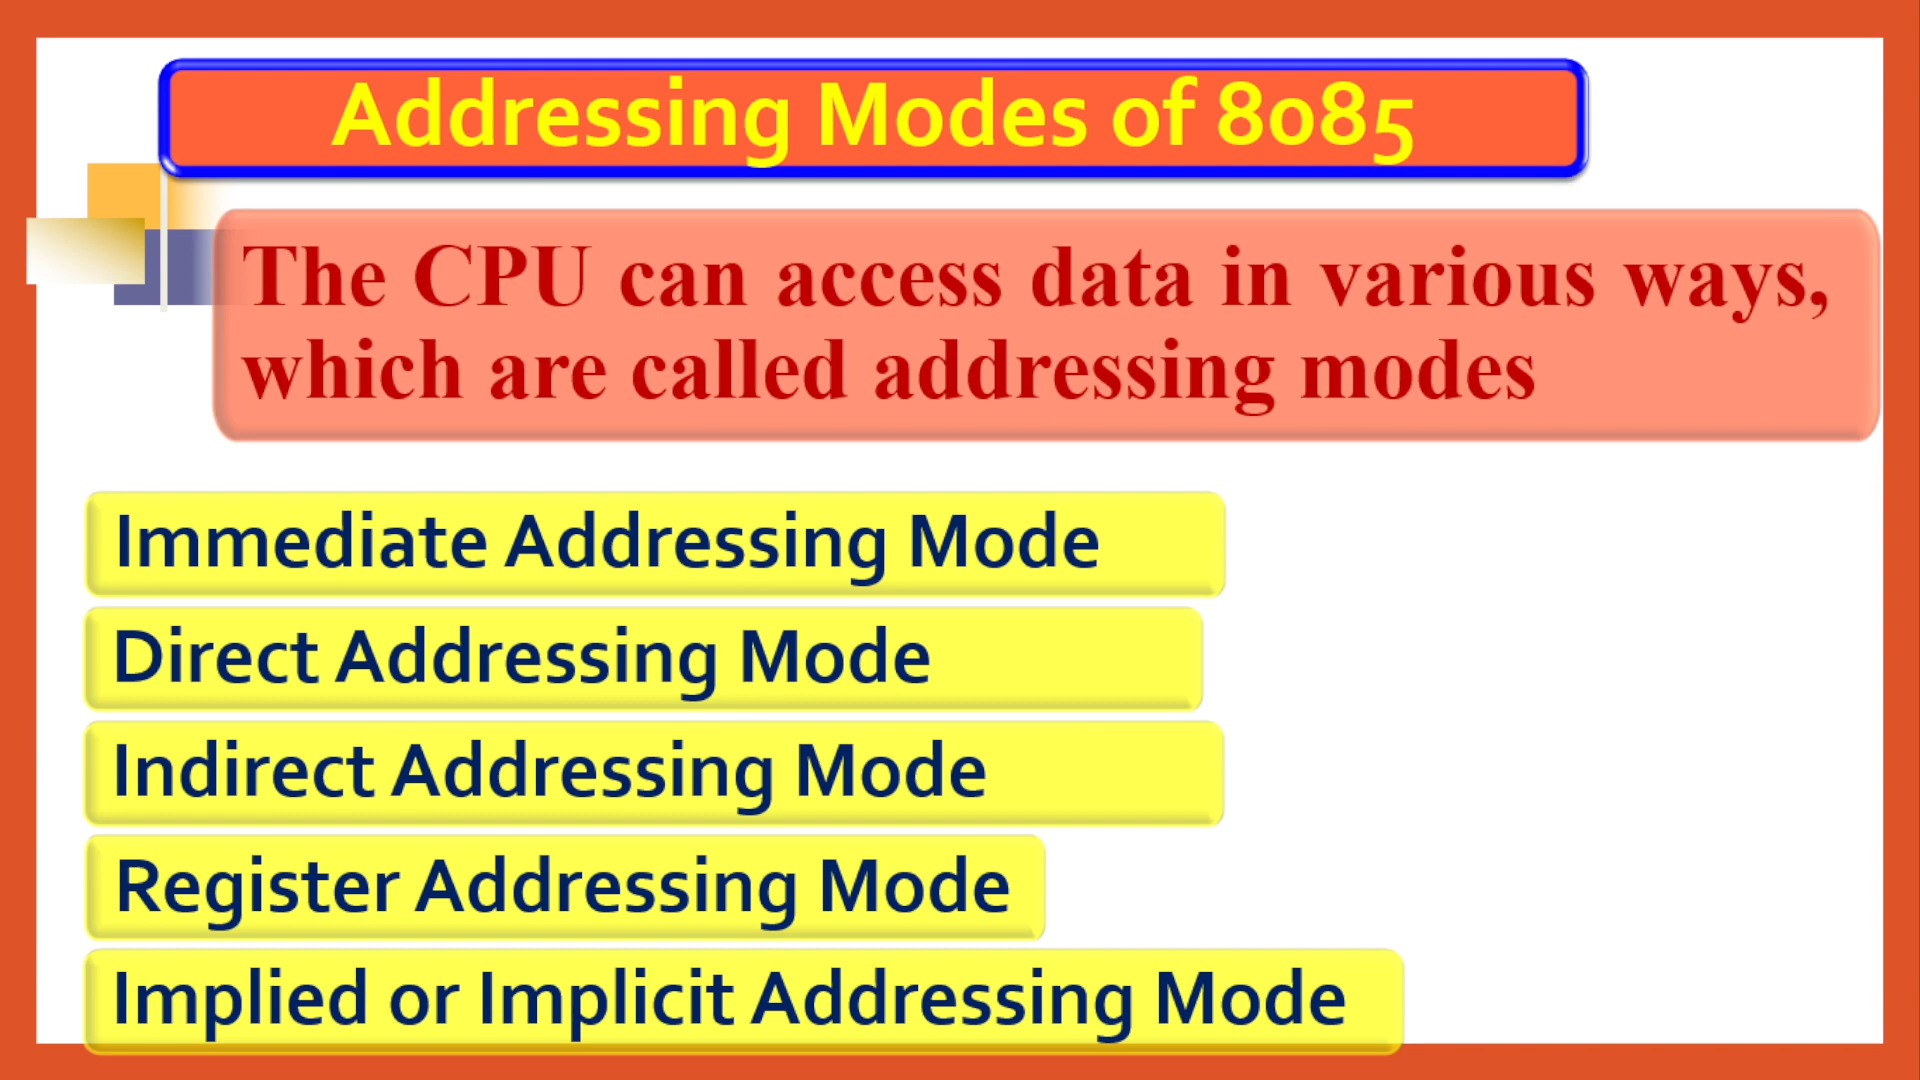 Addressing Modes of 8085
The CPU can access data in various ways,
which are called addressing modes
Immediate Addressing Mode
Direct Addressing Mode
Indirect Addressing Mode
Register Addressing Mode
Implied or Implicit Addressing Mode